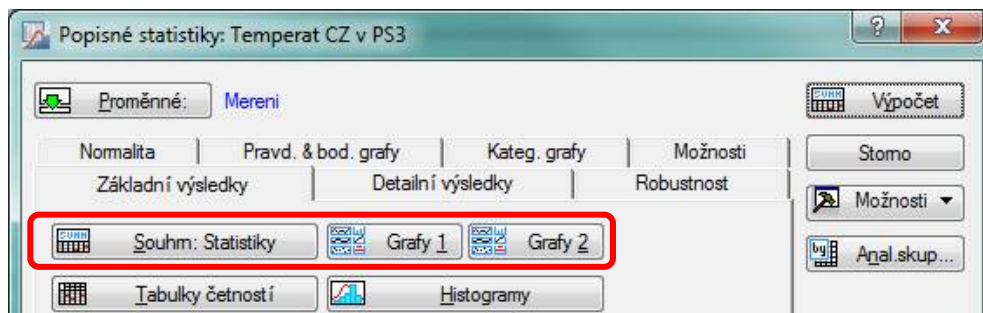 Popisné statistiky: Temperat CZ v PS3
Proměnné: Mereni
Výpočet
Normalita Pravd. & bod. grafy Kateg. grafy Možnosti
Storno
Základní výsledky Detailní výsledky Robustnost
Možnosti
Souhrn: Statistiky Grafy 1 Grafy 2
Anal.skup...
Tabulky četností Histogramy